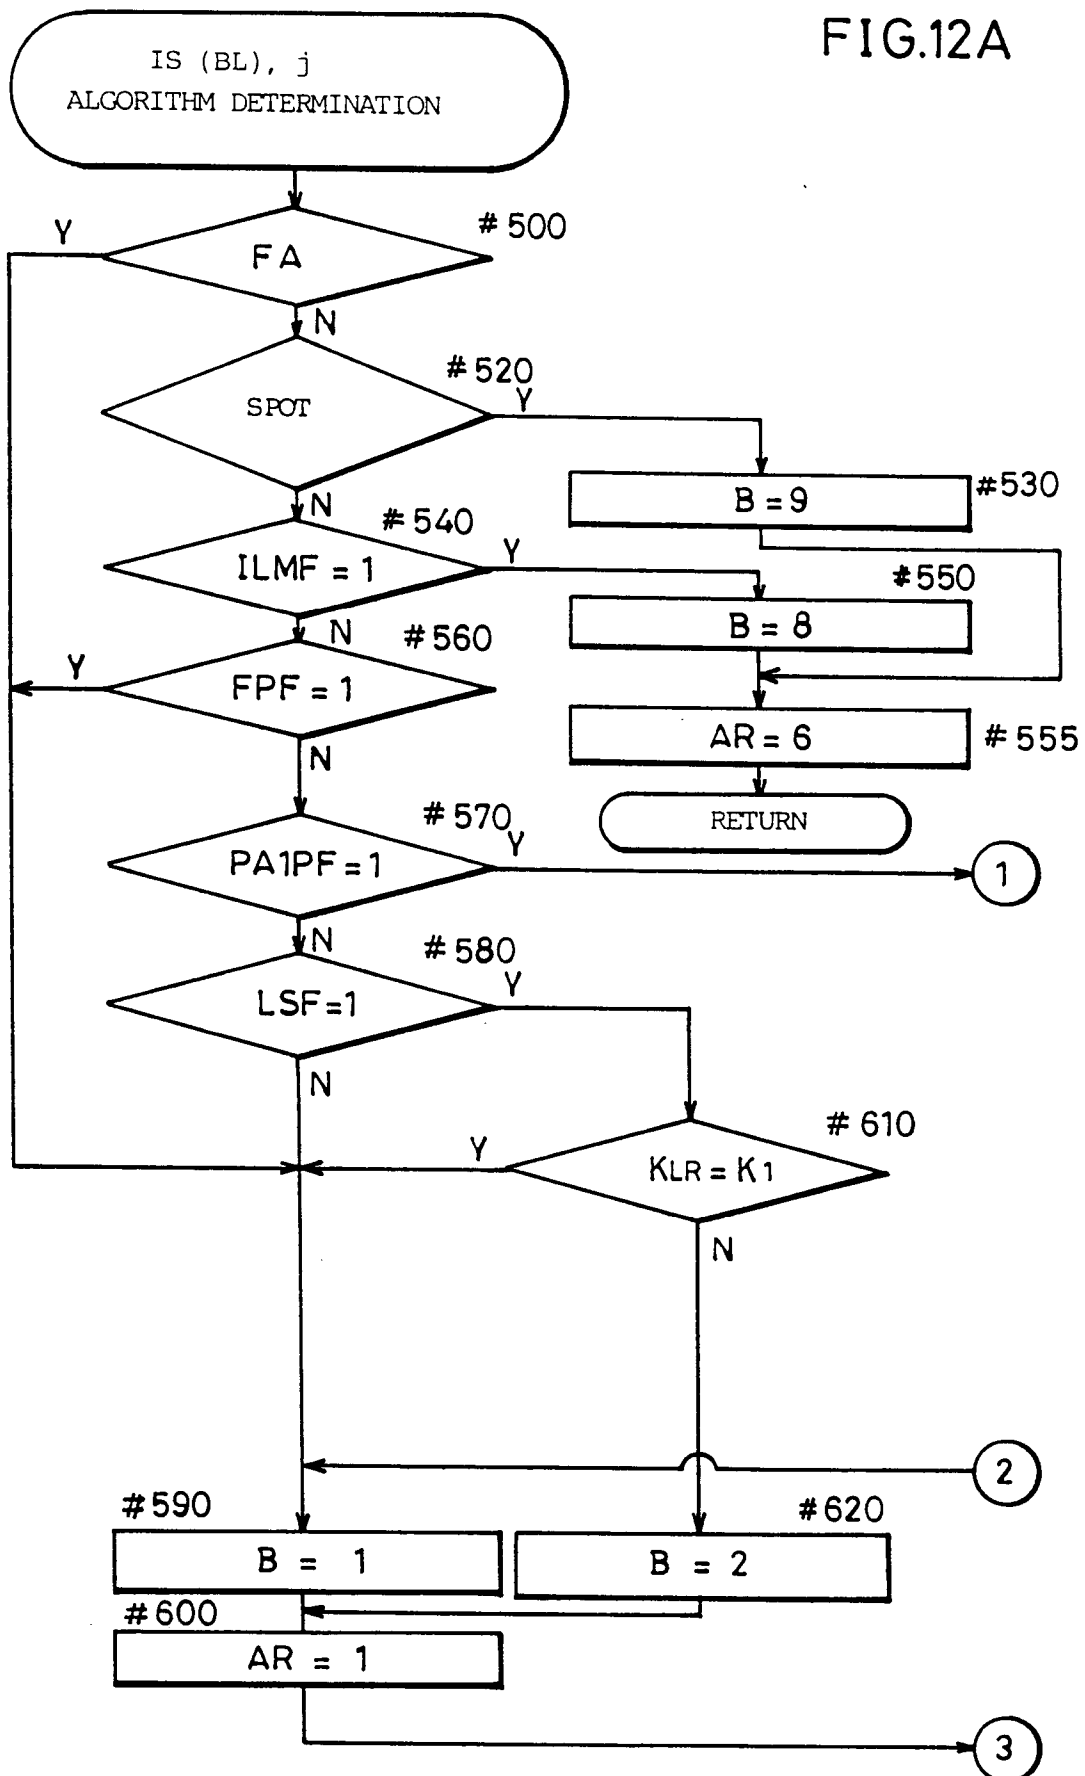 FIG.12A
IS (BL), j
ALGORITHM DETERMINATION
#500
Y
FA
N
#520
Y
SPOT
N
B = 9
#530
#540
Y
ILMF = 1
N
#550
B = 8
#560
Y
FPF = 1
N
AR = 6
#555
RETURN
#570
Y
PA1PF = 1
1
N
#580
Y
LSF = 1
N
#610
Y
KLR = K1
N
2
#590
B = 1
#620
B = 2
#600
AR = 1
3